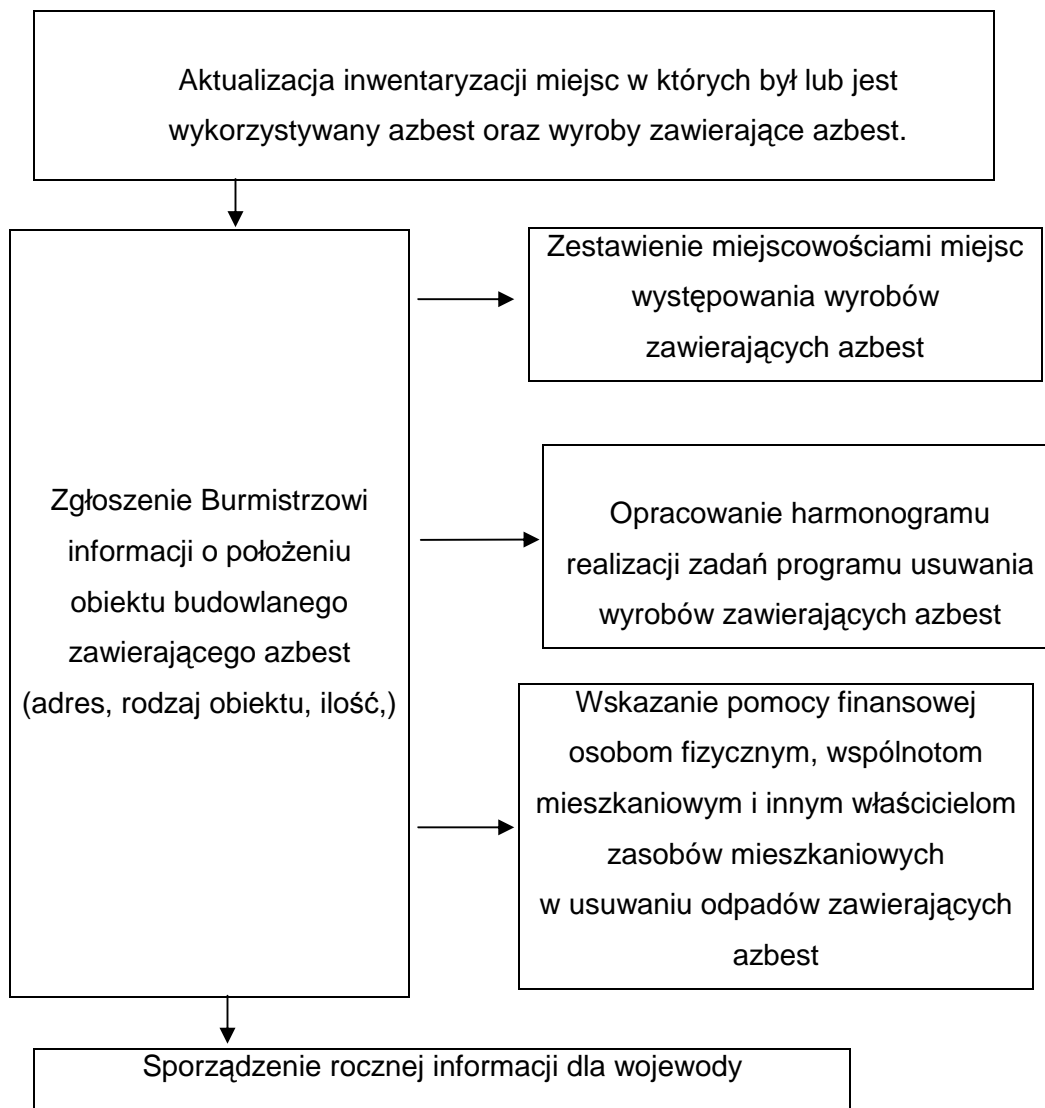 Aktualizacja inwentaryzacji miejsc w których był lub jest
wykorzystywany azbest oraz wyroby zawierające azbest.
Zgłoszenie Burmistrzowi
informacji o położeniu
obiektu budowlanego
zawierającego azbest
(adres, rodzaj obiektu, ilość,)
Zestawienie miejscowościami miejsc
występowania wyrobów
zawierających azbest
Opracowanie harmonogramu
realizacji zadań programu usuwania
wyrobów zawierających azbest
Wskazanie pomocy finansowej
osobom fizycznym, wspólnotom
mieszkaniowym i innym właścicielom
zasobów mieszkaniowych
w usuwaniu odpadów zawierających
azbest
Sporządzenie rocznej informacji dla wojewody